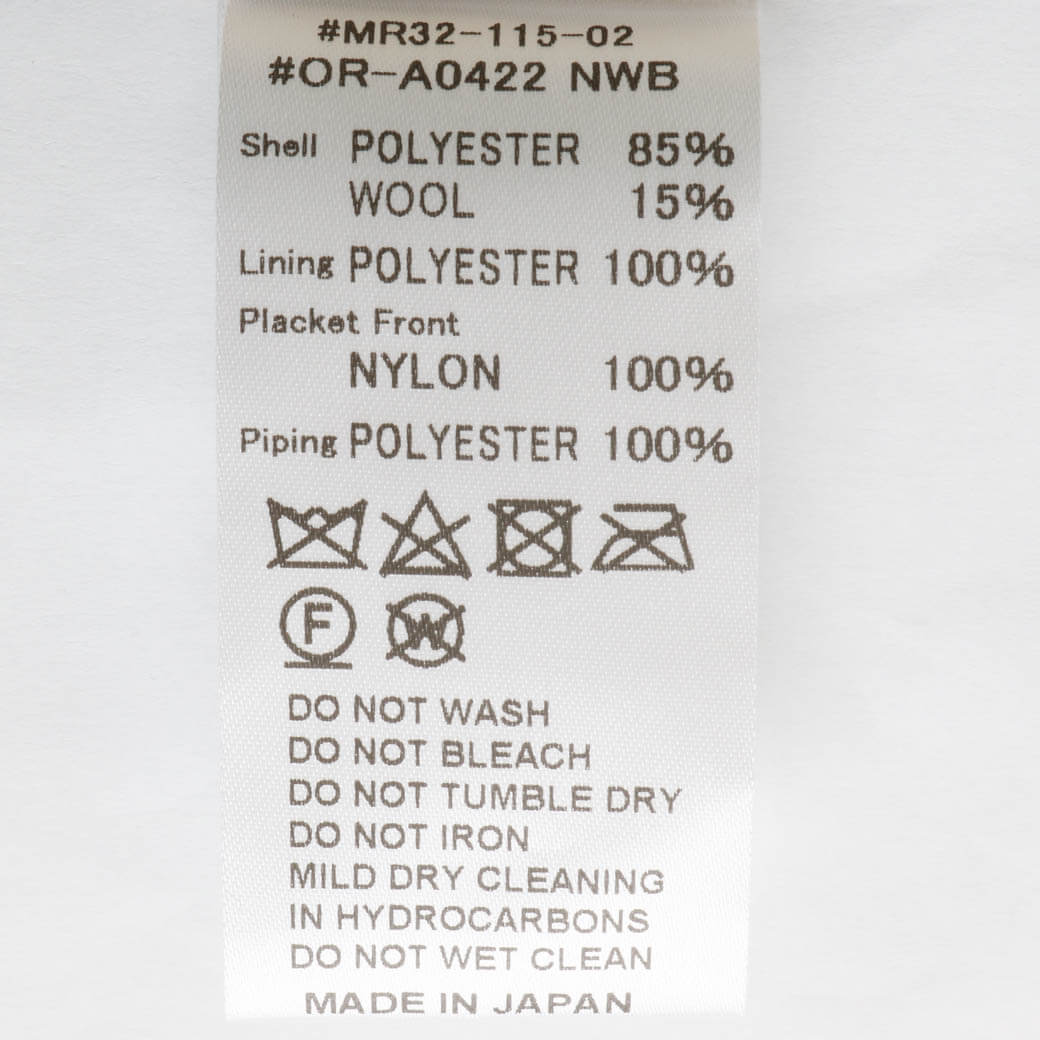 #MR32-115-02
#OR-A0422 NWB
Shell POLYESTER 85%
WOOL 15%
Lining POLYESTER 100%
Placket Front
NYLON 100%
Piping POLYESTER 100%
F W
DO NOT WASH
DO NOT BLEACH
DO NOT TUMBLE DRY
DO NOT IRON
MILD DRY CLEANING
IN HYDROCARBONS
DO NOT WET CLEAN
MADE IN JAPAN